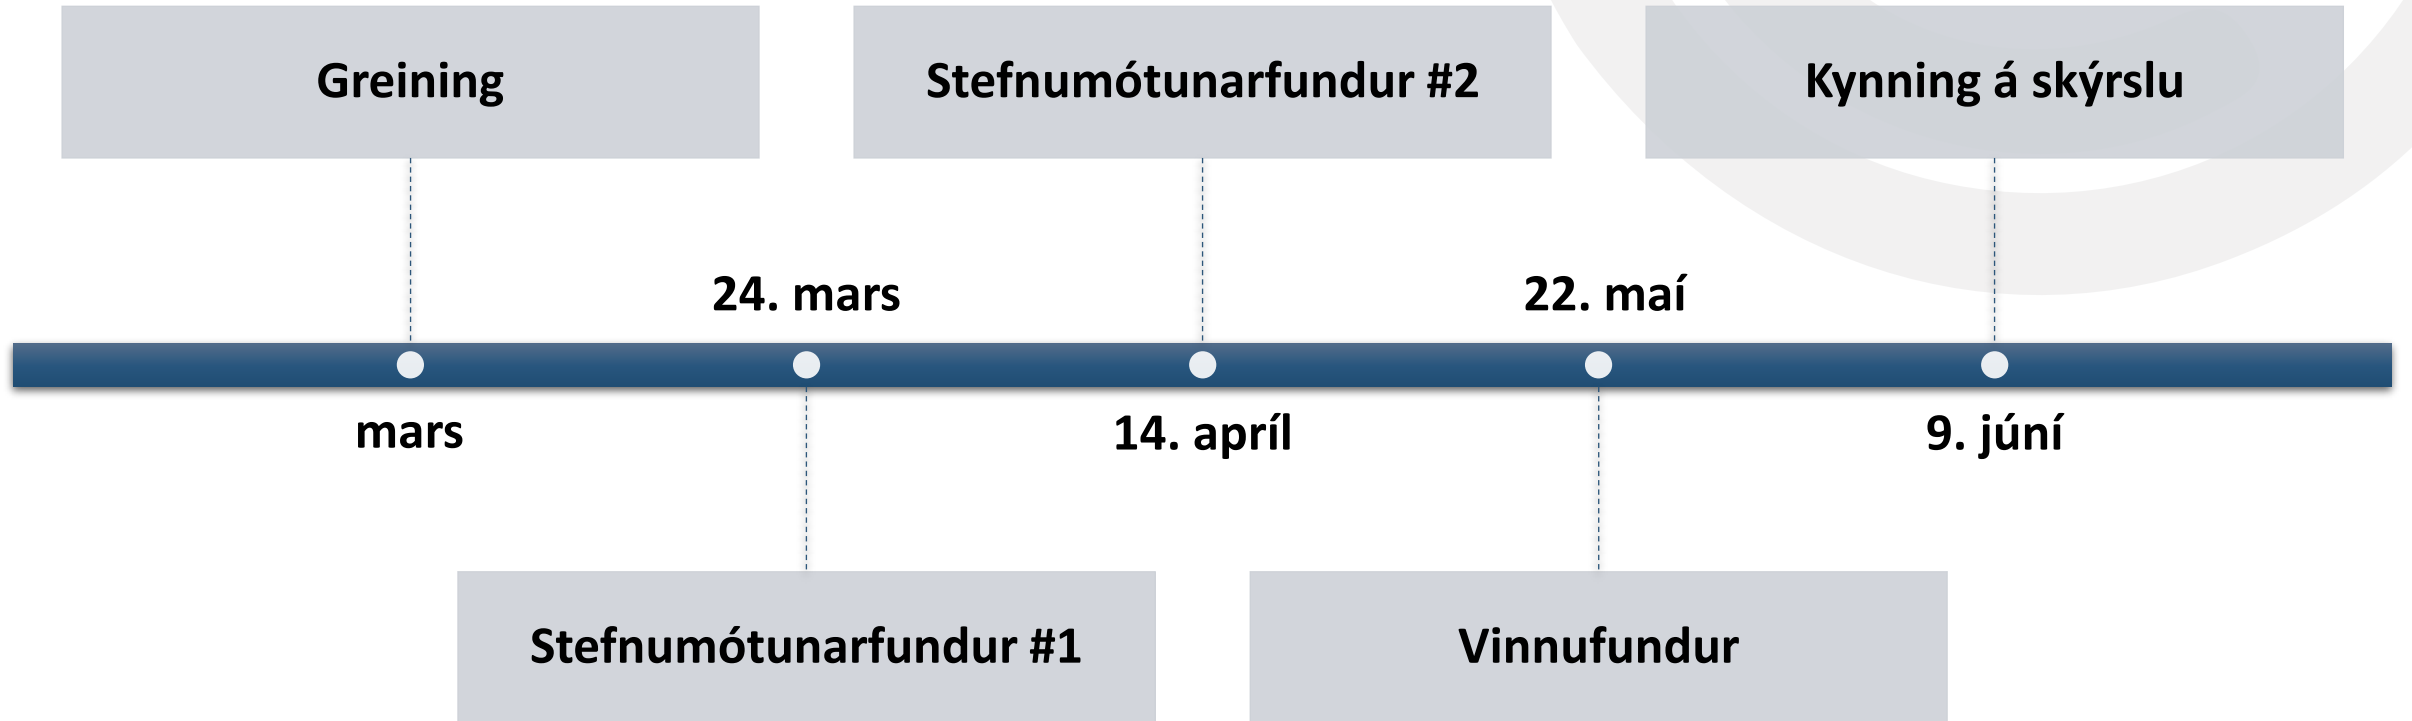 Greining
Stefnumótunarfundur #2
Kynning á skýrslu
24. mars
22. maí
mars
14. apríl
9. júní
Stefnumótunarfundur #1
Vinnufundur